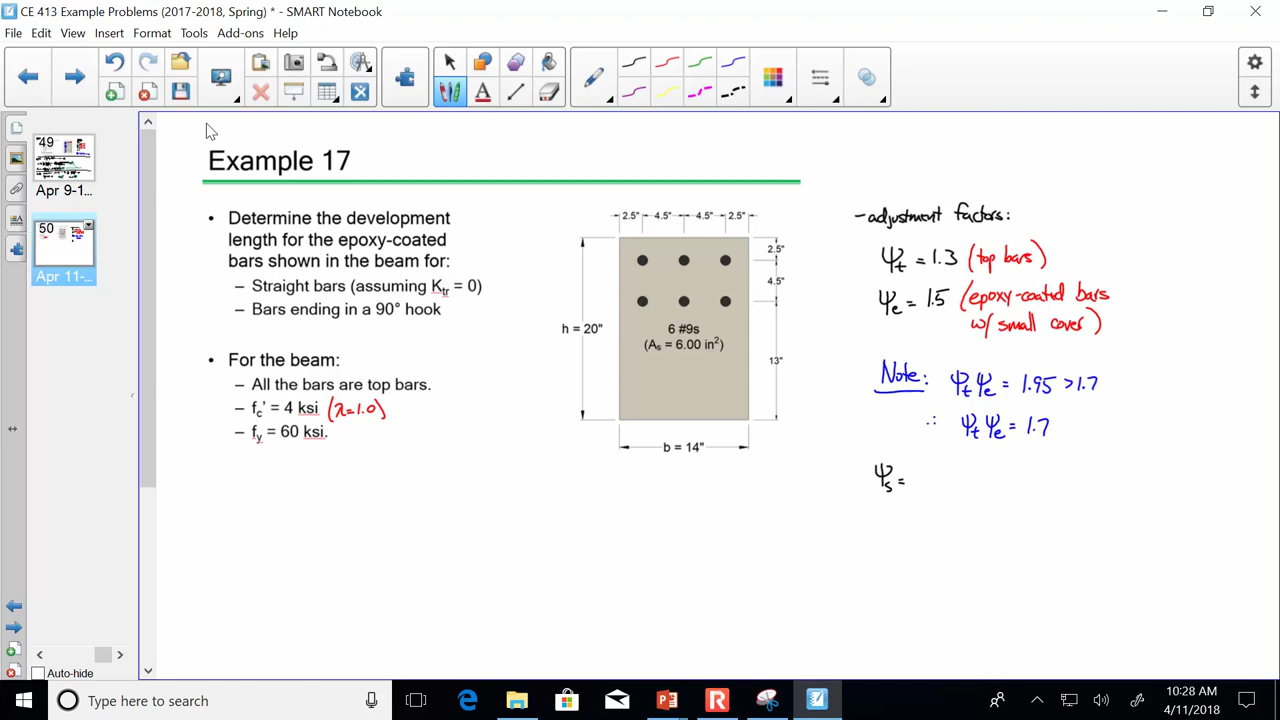 CE 413 Example Problems (2017-2018, Spring) * - SMART Notebook
File Edit View Insert Format Tools Add-ons Help
49
Apr 9-1...
50
Apr 11-...
Auto-hide
Example 17
• Determine the development
length for the epoxy-coated
bars shown in the beam for:
– Straight bars (assuming Ktr = 0)
– Bars ending in a 90° hook
• For the beam:
– All the bars are top bars.
– fc' = 4 ksi (λ=1.0)
– fy = 60 ksi.
2.5" 4.5" 4.5" 2.5"
2.5"
4.5"
13"
h = 20"
6 #9s
(As = 6.00 in²)
b = 14"
-adjustment factors:
Ψt = 1.3 (top bars)
Ψe = 1.5 (epoxy-coated bars
w/ small cover)
Note: ΨtΨe = 1.95 >1.7
∴ ΨtΨe = 1.7
Ψs =
Type here to search
10:28 AM
4/11/2018